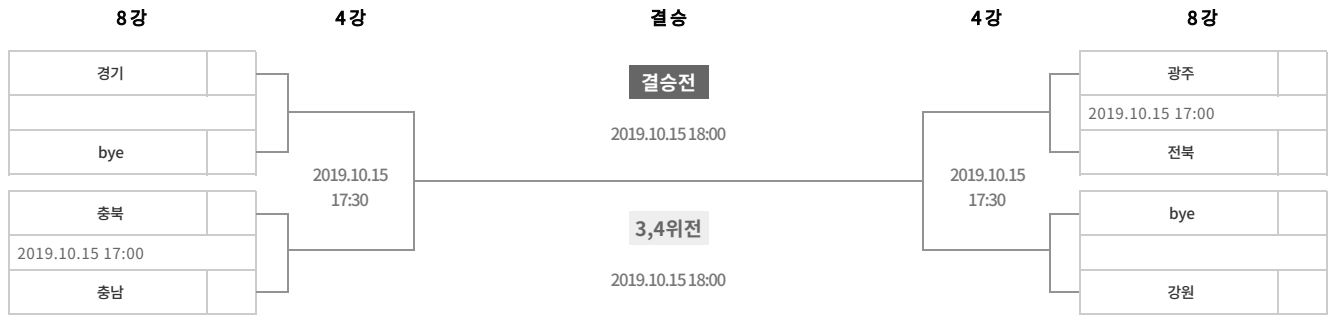 8강 4강 결승 4강 8강
경기
bye
충북
2019.10.15 17:00
충남
2019.10.15
17:30
결승전
2019.10.15 18:00
3,4위전
2019.10.15 18:00
2019.10.15
17:30
광주
2019.10.15 17:00
전북
bye
강원